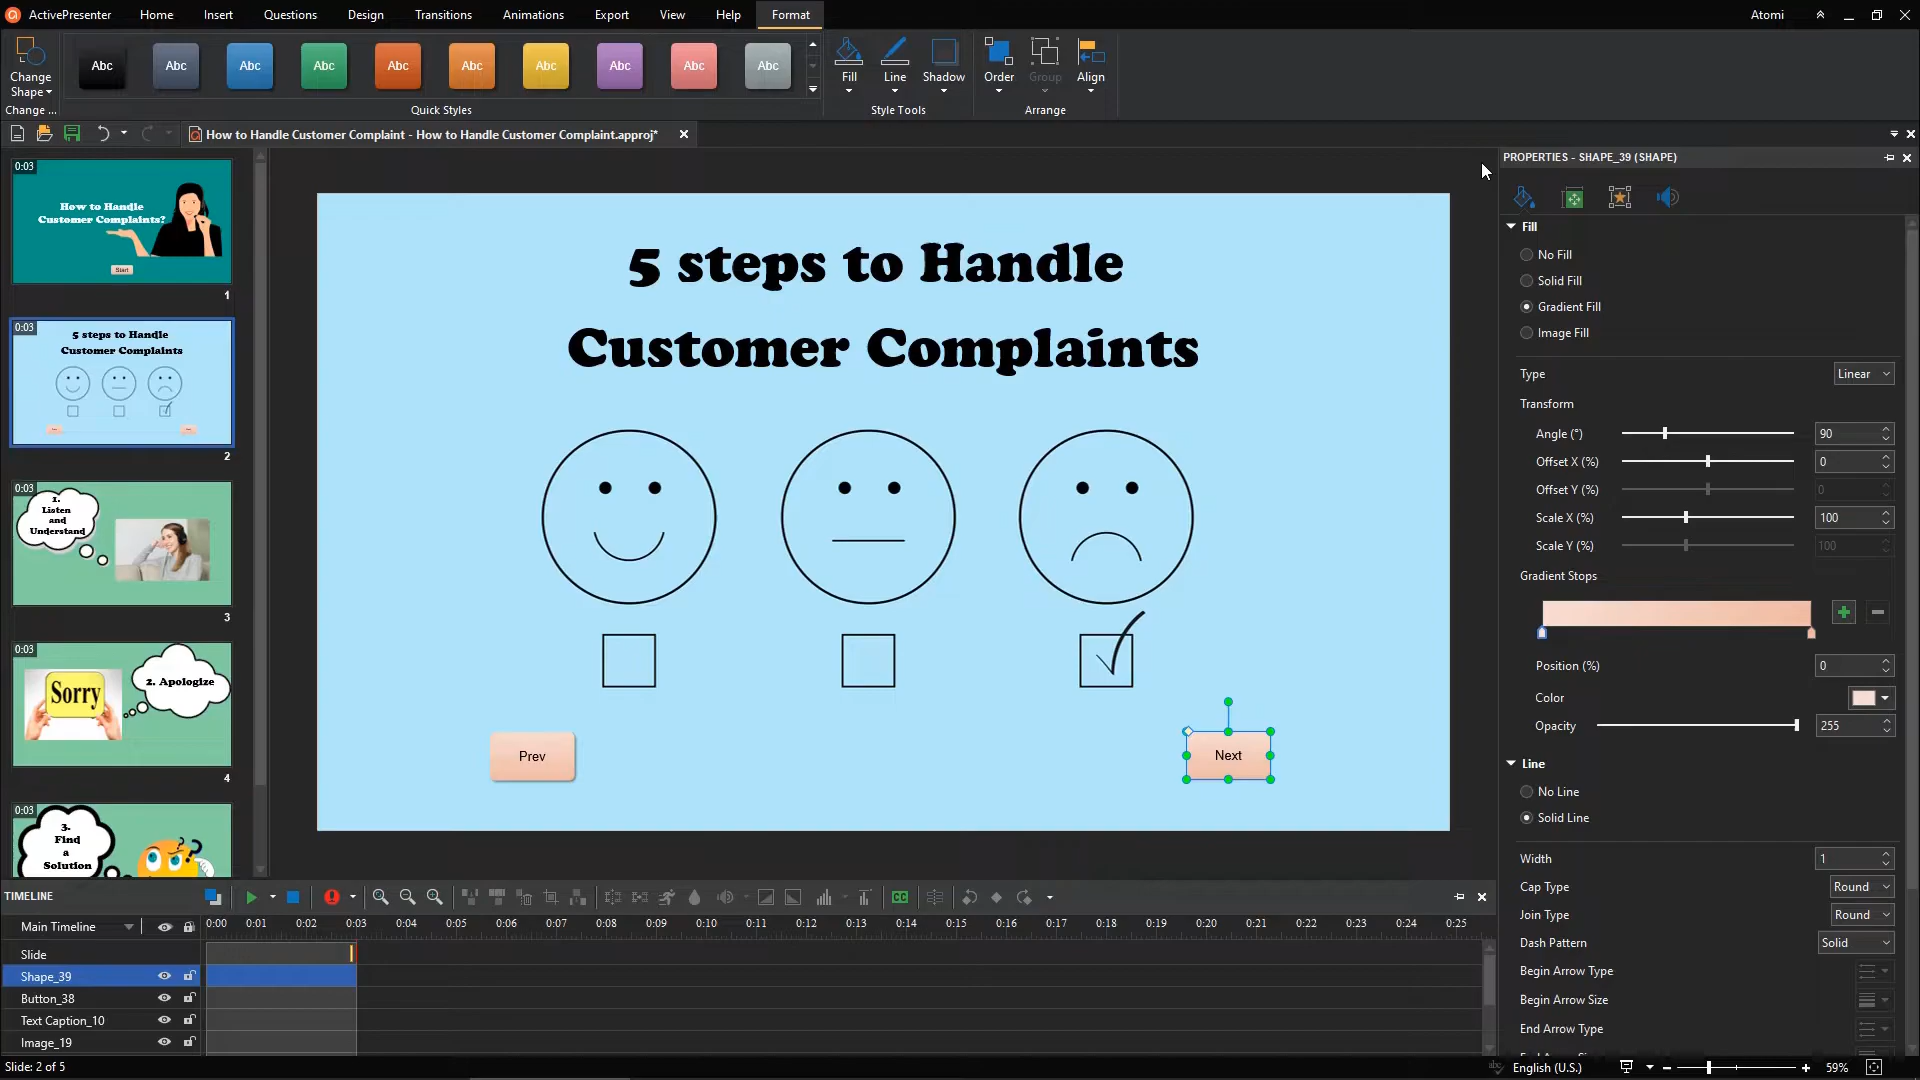 ActivePresenter Home Insert Questions Design Transitions Animations Export View Help Format Atomi
Change
Shape
Change ...
Abc Abc Abc Abc Abc Abc Abc Abc Abc Abc
Quick Styles
Fill Line Shadow
Style Tools
Order Group Align
Arrange
How to Handle Customer Complaint - How to Handle Customer Complaint.approj*
0:03
How to Handle
Customer Complaints?
Start
1
0:03
5 steps to Handle
Customer Complaints
2
0:03
1.
Listen
and
Understand
3
0:03
Sorry
2. Apologize
4
0:03
3.
Find
a
Solution
5 steps to Handle
Customer Complaints
Prev
Next
PROPERTIES - SHAPE_39 (SHAPE)
Fill
No Fill
Solid Fill
Gradient Fill
Image Fill
Type Linear
Transform
Angle (°) 90
Offset X (%) 0
Offset Y (%) 0
Scale X (%) 100
Scale Y (%) 100
Gradient Stops
Position (%) 0
Color
Opacity 255
Line
No Line
Solid Line
Width 1
Cap Type Round
Join Type Round
Dash Pattern Solid
Begin Arrow Type
Begin Arrow Size
End Arrow Type
TIMELINE
CC
Main Timeline
0:00 0:01 0:02 0:03 0:04 0:05 0:06 0:07 0:08 0:09 0:10 0:11 0:12 0:13 0:14 0:15 0:16 0:17 0:18 0:19 0:20 0:21 0:22 0:23 0:24 0:25
Slide
Shape_39
Button_38
Text Caption_10
Image_19
Slide: 2 of 5
English (U.S.)
59%